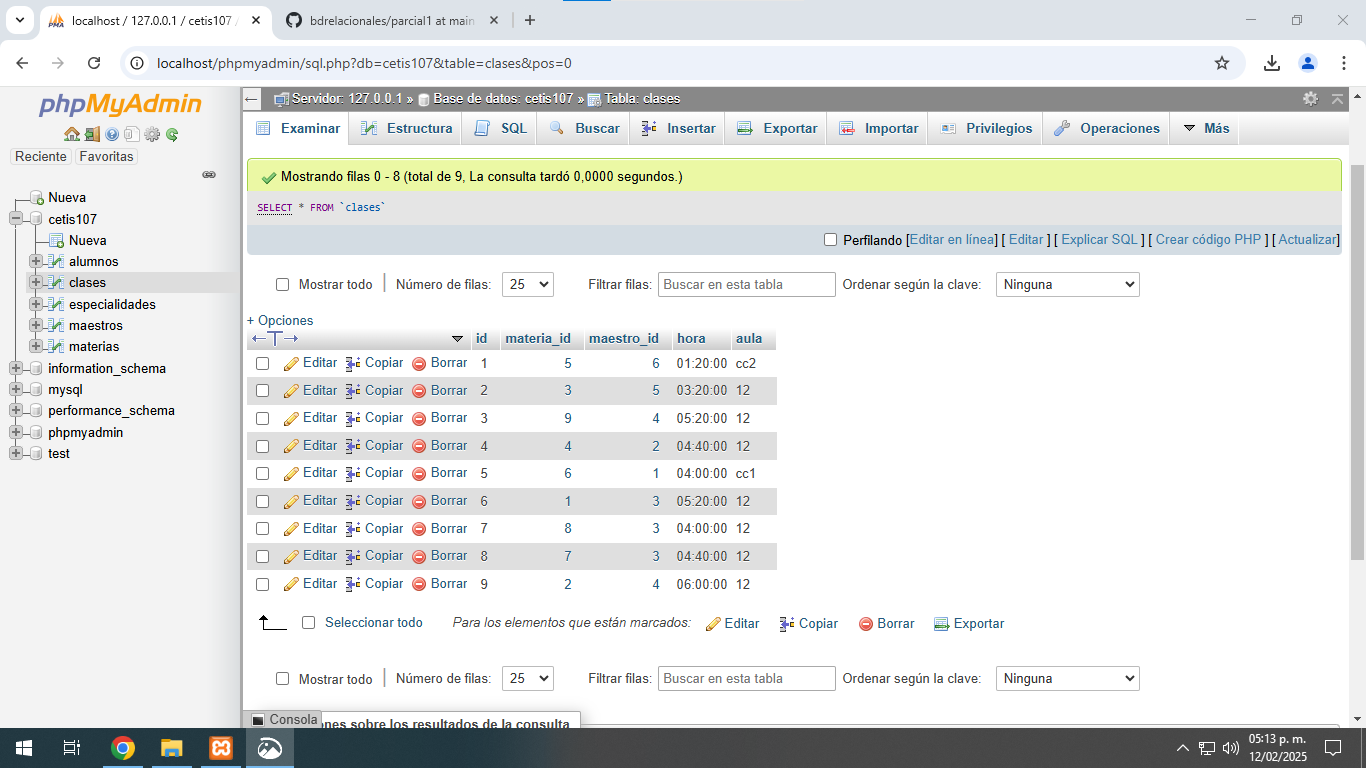 localhost / 127.0.0.1 / cetis107
bdrelacionales/parcial1 at main
localhost/phpmyadmin/sql.php?db=cetis107&table=clases&pos=0
phpMyAdmin
Reciente Favoritas
Nueva
cetis107
Nueva
alumnos
clases
especialidades
maestros
materias
information_schema
mysql
performance_schema
phpmyadmin
test
Servidor: 127.0.0.1 » Base de datos: cetis107 » Tabla: clases
Examinar Estructura SQL Buscar Insertar Exportar Importar Privilegios Operaciones Más
Mostrando filas 0 - 8 (total de 9, La consulta tardó 0,0000 segundos.)
SELECT * FROM `clases`
Perfilando [Editar en línea] [ Editar ] [ Explicar SQL ] [ Crear código PHP ] [ Actualizar]
Mostrar todo Número de filas: 25 Filtrar filas: Buscar en esta tabla Ordenar según la clave: Ninguna
+ Opciones
←T→ id materia_id maestro_id hora aula
Editar Copiar Borrar 1 5 6 01:20:00 cc2
Editar Copiar Borrar 2 3 5 03:20:00 12
Editar Copiar Borrar 3 9 4 05:20:00 12
Editar Copiar Borrar 4 4 2 04:40:00 12
Editar Copiar Borrar 5 6 1 04:00:00 cc1
Editar Copiar Borrar 6 1 3 05:20:00 12
Editar Copiar Borrar 7 8 3 04:00:00 12
Editar Copiar Borrar 8 7 3 04:40:00 12
Editar Copiar Borrar 9 2 4 06:00:00 12
Seleccionar todo Para los elementos que están marcados: Editar Copiar Borrar Exportar
Mostrar todo Número de filas: 25 Filtrar filas: Buscar en esta tabla Ordenar según la clave: Ninguna
Consola
ones sobre los resultados de la consulta
05:13 p. m.
12/02/2025